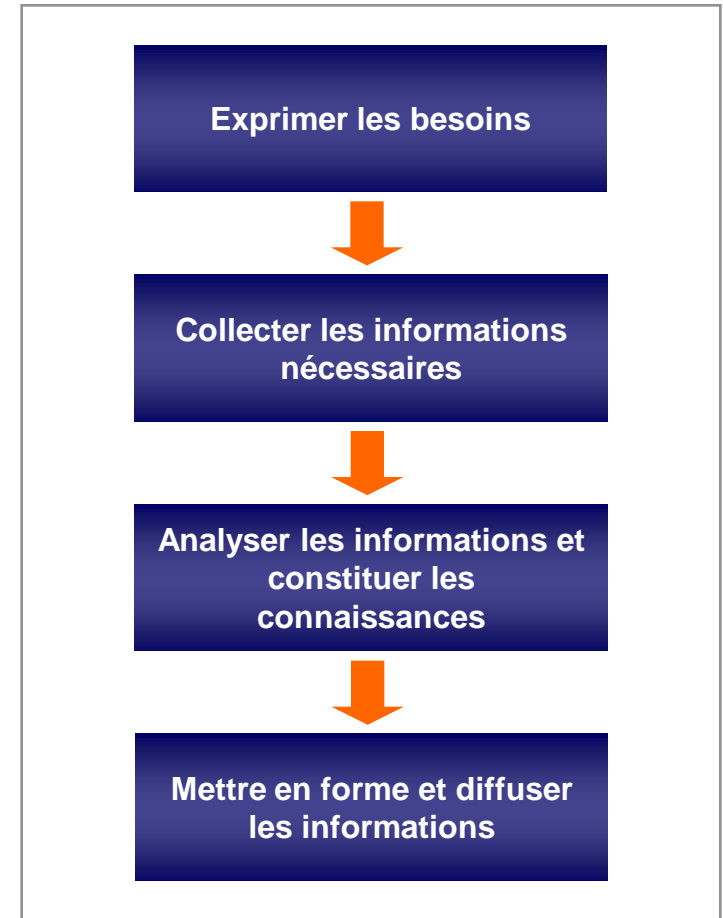 Exprimer les besoins
Collecter les informations
nécessaires
Analyser les informations et
constituer les
connaissances
Mettre en forme et diffuser
les informations